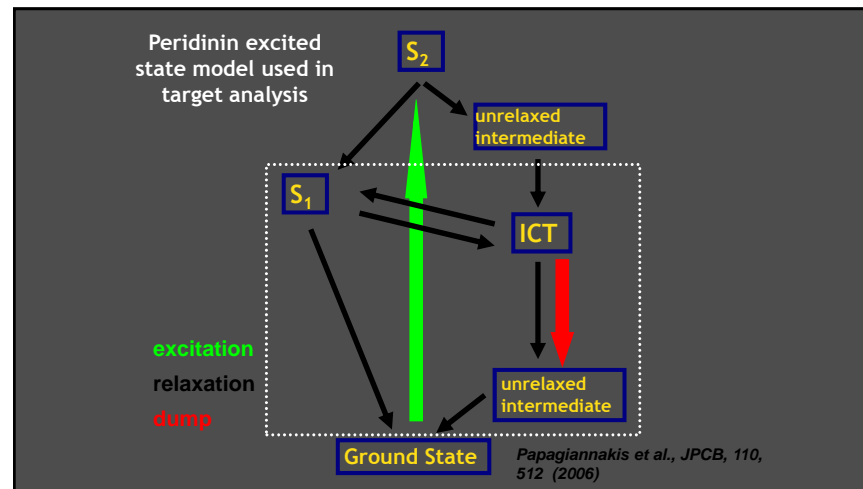 Peridinin excited
state model used in
target analysis
S₂
unrelaxed
intermediate
S₁
ICT
excitation
relaxation
dump
unrelaxed
intermediate
Ground State
Papagiannakis et al., JPCB, 110,
512 (2006)